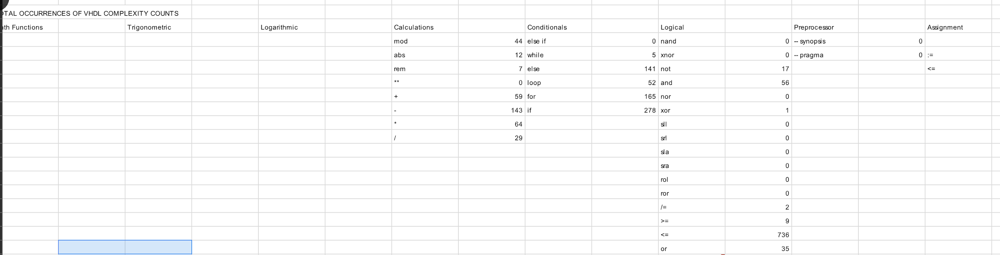 OTAL OCCURRENCES OF VHDL COMPLEXITY COUNTS
th Functions Trigonometric Logarithmic Calculations Conditionals Logical Preprocessor Assignment
mod 44 else if 0 nand 0 -- synopsis 0
abs 12 while 5 xnor 0 -- pragma 0 :=
rem 7 else 141 not 17 <=
** 0 loop 52 and 56
+ 59 for 165 nor 0
- 143 if 278 xor 1
* 64 sll 0
/ 29 srl 0
sla 0
sra 0
rol 0
ror 0
/= 2
>= 9
<= 736
or 35